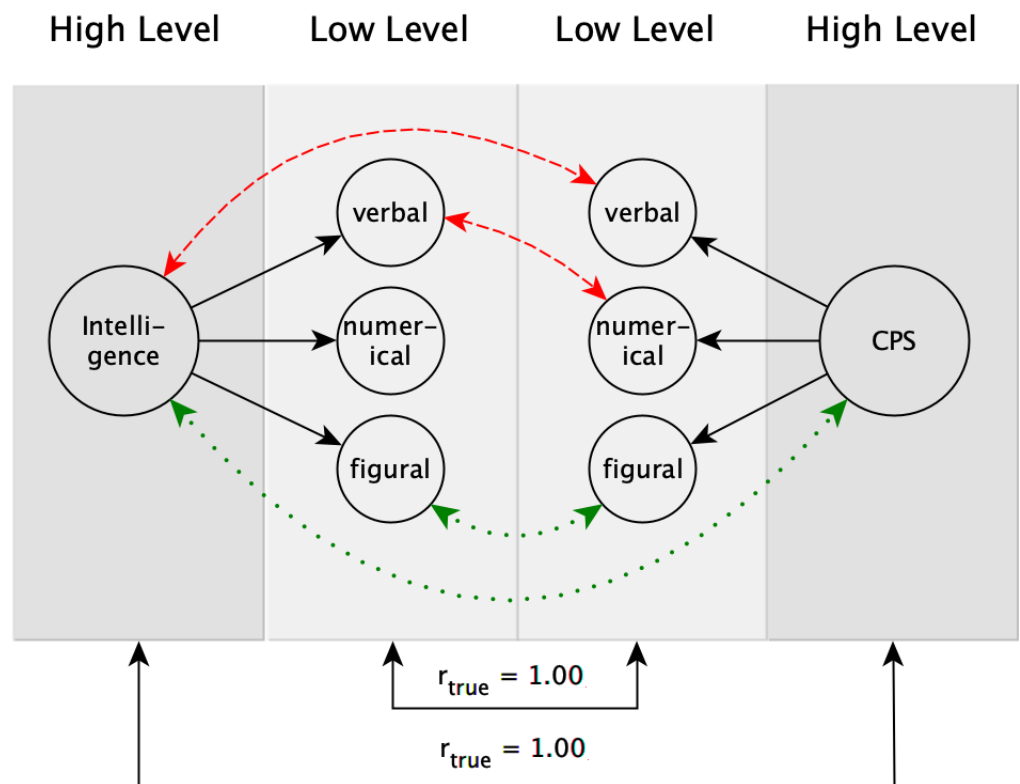 High Level
Low Level
Low Level
High Level
verbal
verbal
Intelli-
gence
numer-
ical
numer-
ical
CPS
figural
figural
r_true = 1.00
r_true = 1.00